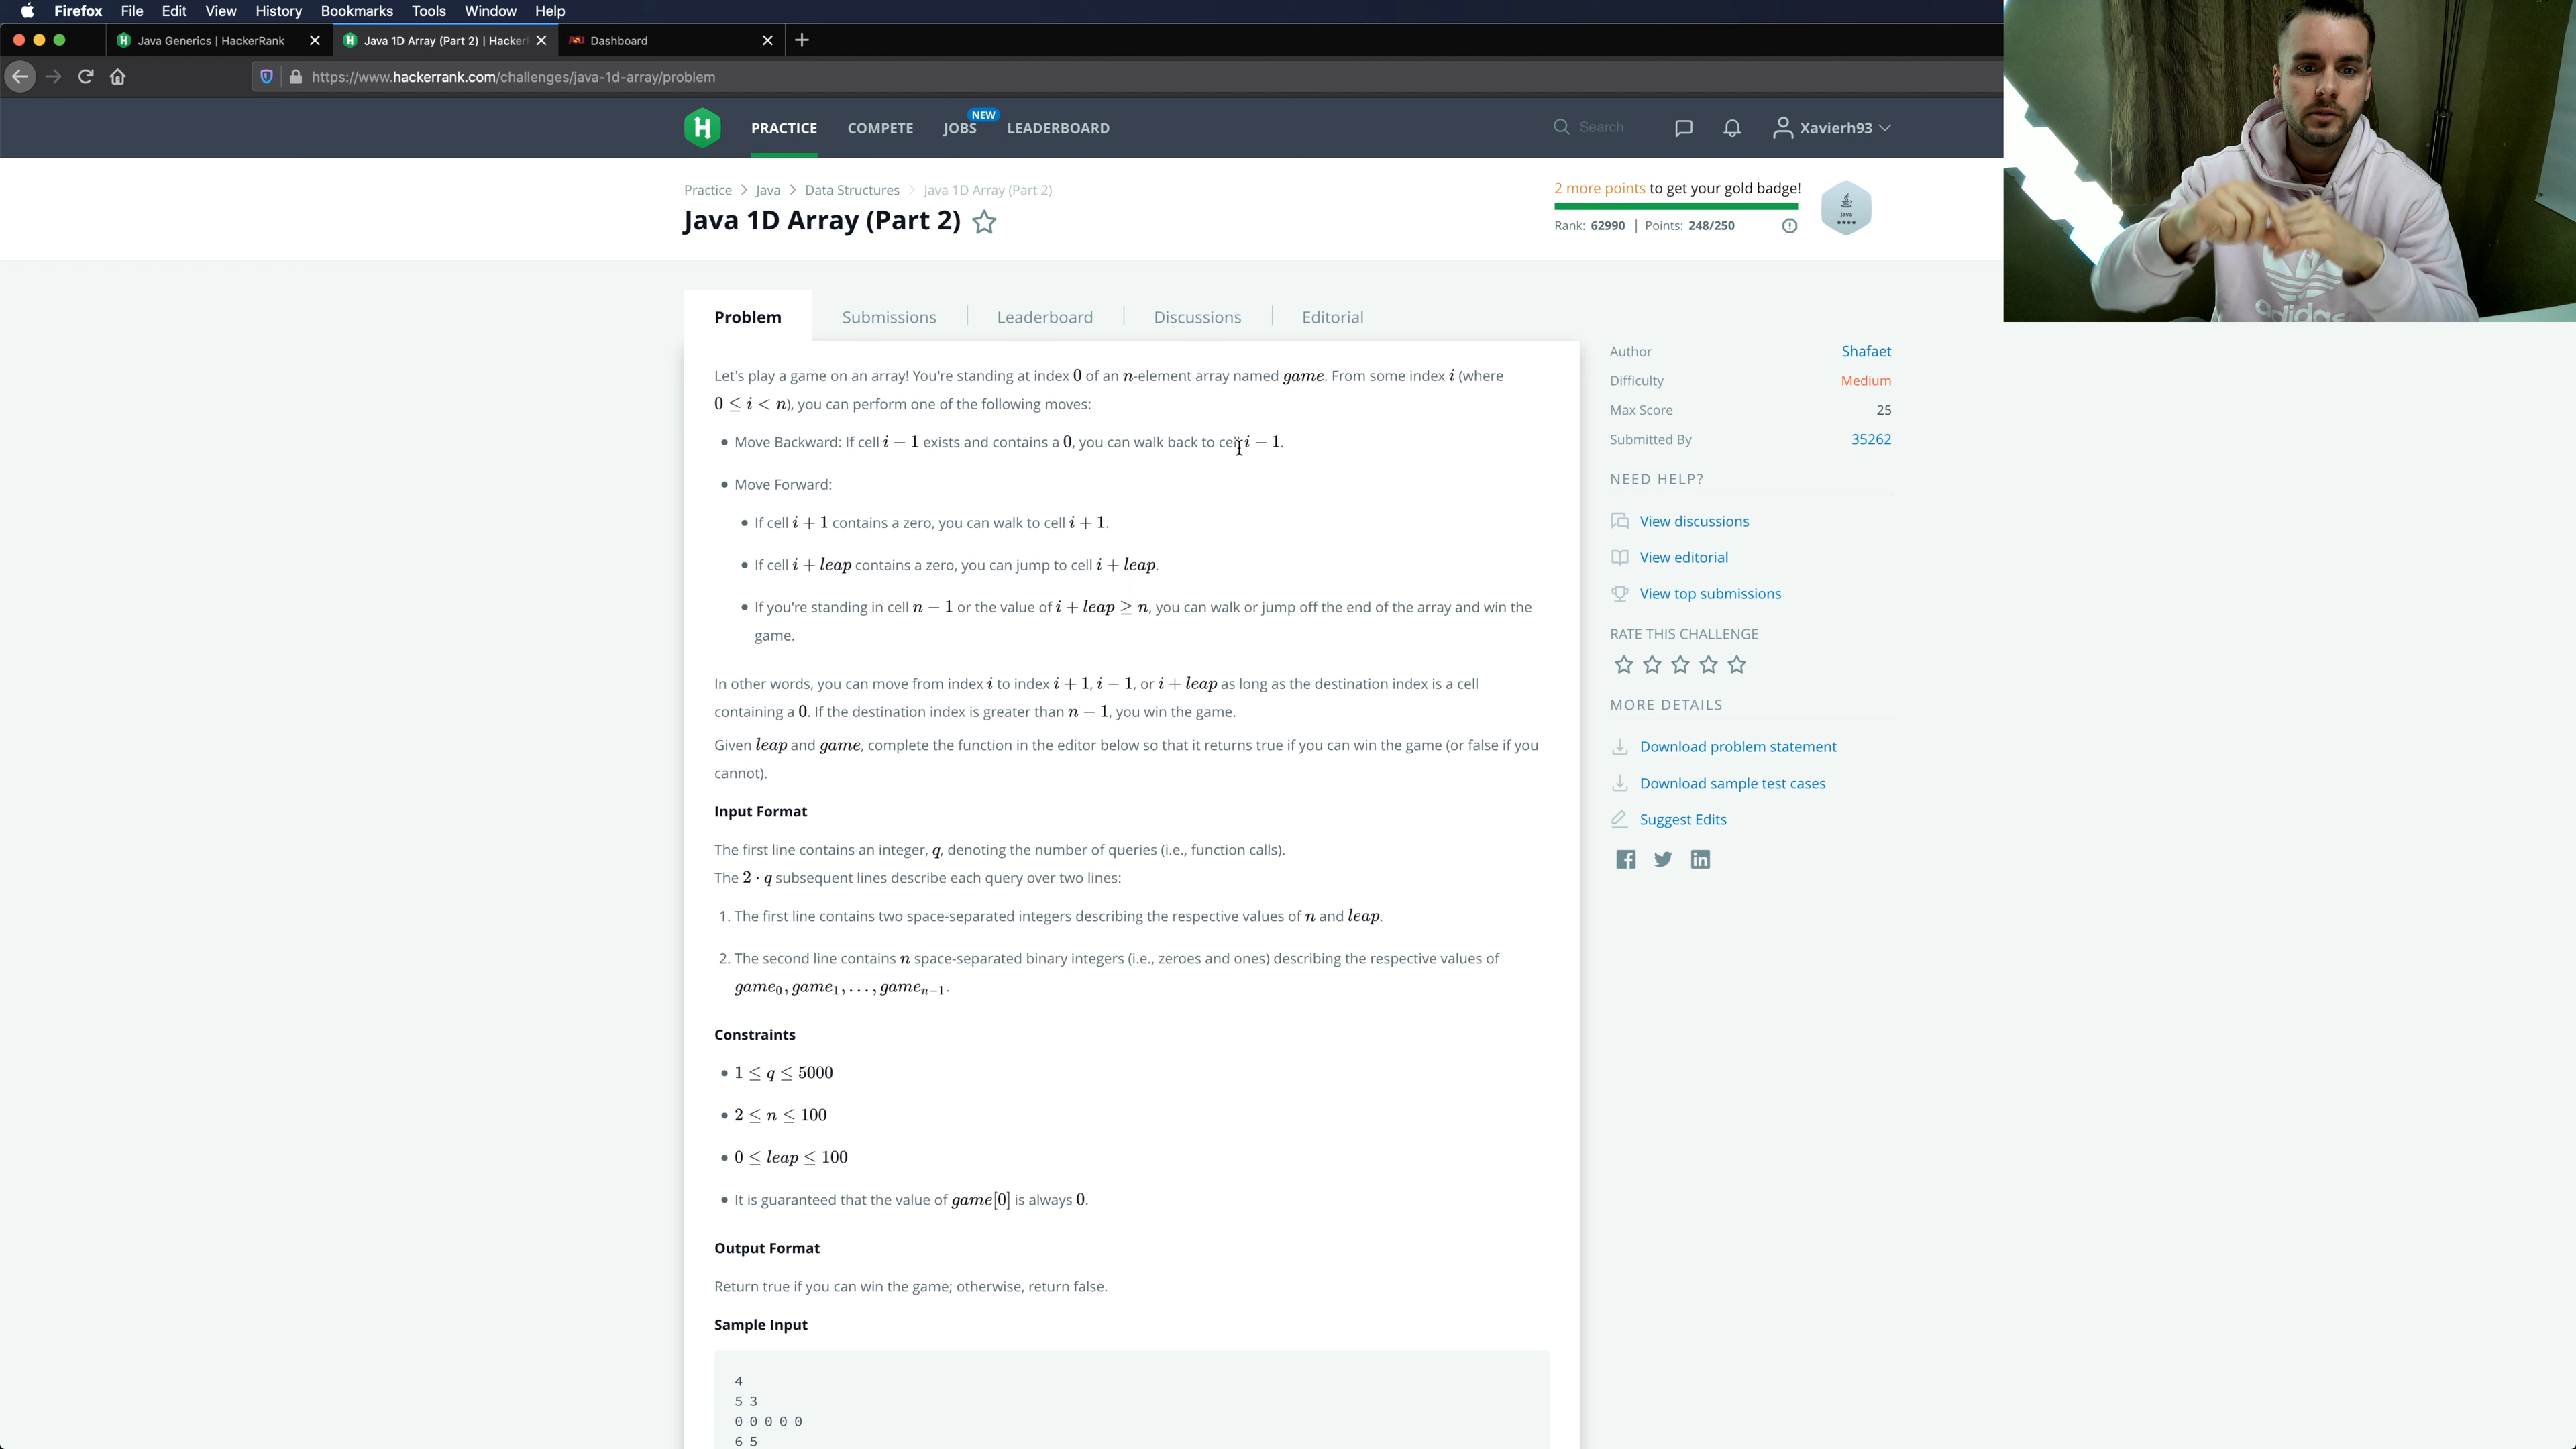 Firefox File Edit View History Bookmarks Tools Window Help
Java Generics | HackerRank
Java 1D Array (Part 2) | Hacker
Dashboard
https://www.hackerrank.com/challenges/java-1d-array/problem
PRACTICE COMPETE JOBS NEW LEADERBOARD
Search
Xavierh93
Practice > Java > Data Structures > Java 1D Array (Part 2)
Java 1D Array (Part 2)
2 more points to get your gold badge!
Rank: 62990 | Points: 248/250
Java
Problem Submissions Leaderboard Discussions Editorial
Let's play a game on an array! You're standing at index 0 of an n-element array named game. From some index i (where
0 ≤ i < n), you can perform one of the following moves:
• Move Backward: If cell i − 1 exists and contains a 0, you can walk back to cell i − 1.
• Move Forward:
• If cell i + 1 contains a zero, you can walk to cell i + 1.
• If cell i + leap contains a zero, you can jump to cell i + leap.
• If you're standing in cell n − 1 or the value of i + leap ≥ n, you can walk or jump off the end of the array and win the
game.
In other words, you can move from index i to index i + 1, i − 1, or i + leap as long as the destination index is a cell
containing a 0. If the destination index is greater than n − 1, you win the game.
Given leap and game, complete the function in the editor below so that it returns true if you can win the game (or false if you
cannot).
Input Format
The first line contains an integer, q, denoting the number of queries (i.e., function calls).
The 2 · q subsequent lines describe each query over two lines:
1. The first line contains two space-separated integers describing the respective values of n and leap.
2. The second line contains n space-separated binary integers (i.e., zeroes and ones) describing the respective values of
game₀, game₁, . . . , gameₙ₋₁.
Constraints
• 1 ≤ q ≤ 5000
• 2 ≤ n ≤ 100
• 0 ≤ leap ≤ 100
• It is guaranteed that the value of game[0] is always 0.
Output Format
Return true if you can win the game; otherwise, return false.
Sample Input
4
5 3
0 0 0 0 0
6 5
Author Shafaet
Difficulty Medium
Max Score 25
Submitted By 35262
NEED HELP?
View discussions
View editorial
View top submissions
RATE THIS CHALLENGE
MORE DETAILS
Download problem statement
Download sample test cases
Suggest Edits
adidas